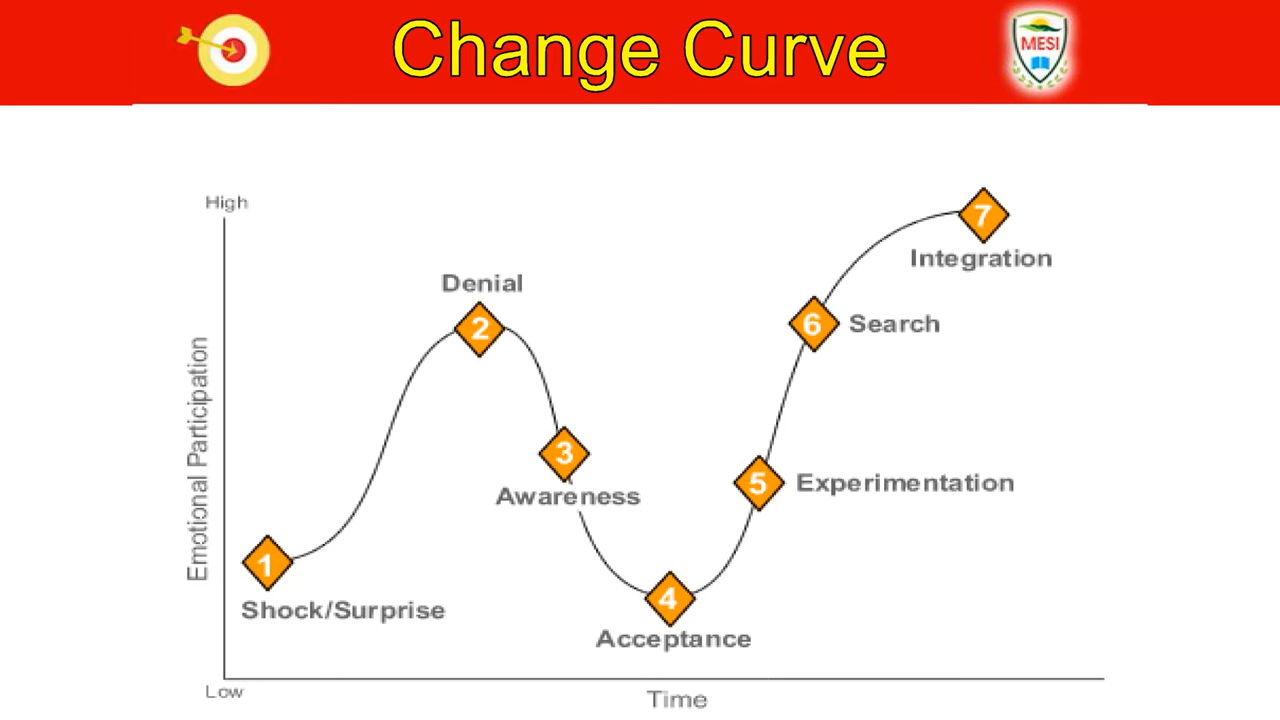 Change Curve
MESI
High
7
Integration
Denial
2
6
Search
3
Awareness
5
Experimentation
1
Shock/Surprise
4
Acceptance
Emotional Participation
Low
Time